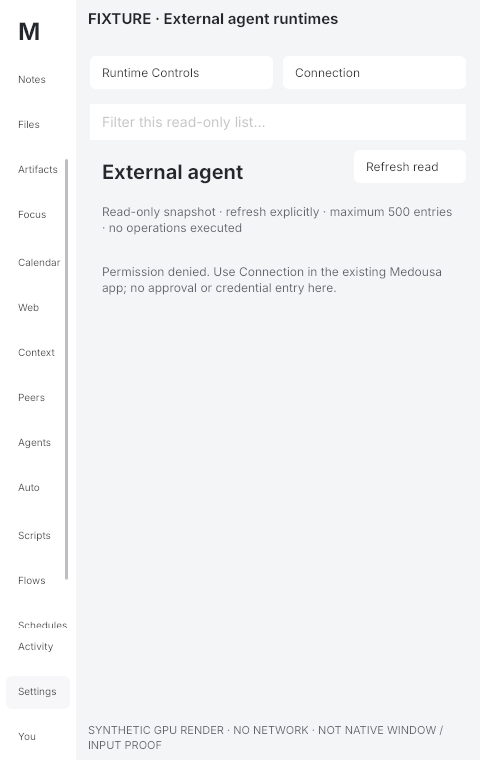 M
Notes
Files
Artifacts
Focus
Calendar
Web
Context
Peers
Agents
Auto
Scripts
Flows
Schedules
Activity
Settings
You
FIXTURE · External agent runtimes
Runtime Controls
Connection
Filter this read-only list...
External agent
Refresh read
Read-only snapshot · refresh explicitly · maximum 500 entries
· no operations executed
Permission denied. Use Connection in the existing Medousa
app; no approval or credential entry here.
SYNTHETIC GPU RENDER · NO NETWORK · NOT NATIVE WINDOW /
INPUT PROOF